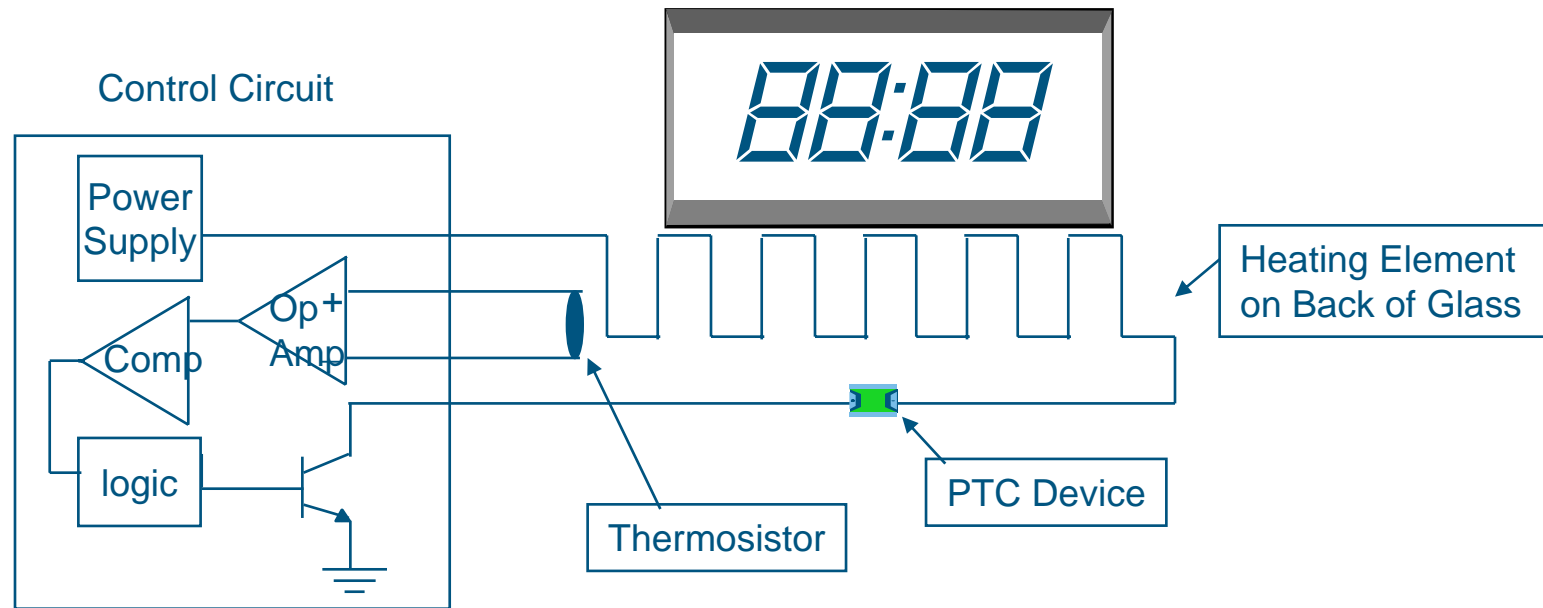 Control Circuit
88:88
Power
Supply
Op +
Amp
Comp
logic
Heating Element
on Back of Glass
PTC Device
Thermosistor